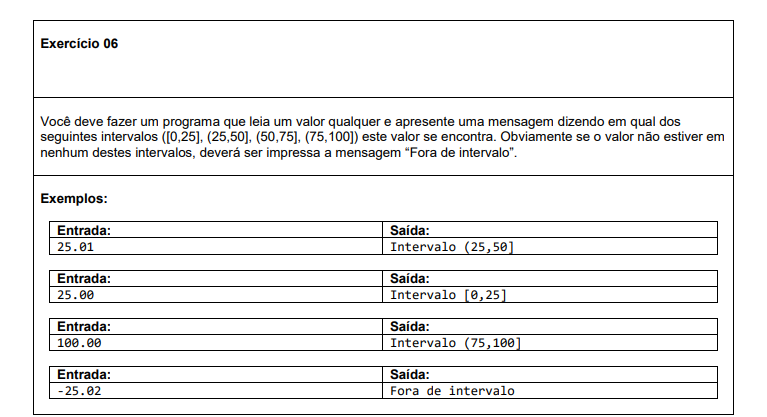 Exercício 06
Você deve fazer um programa que leia um valor qualquer e apresente uma mensagem dizendo em qual dos
seguintes intervalos ([0,25], (25,50], (50,75], (75,100]) este valor se encontra. Obviamente se o valor não estiver em
nenhum destes intervalos, deverá ser impressa a mensagem “Fora de intervalo”.
Exemplos:
Entrada: Saída:
25.01 Intervalo (25,50]
Entrada: Saída:
25.00 Intervalo [0,25]
Entrada: Saída:
100.00 Intervalo (75,100]
Entrada: Saída:
-25.02 Fora de intervalo